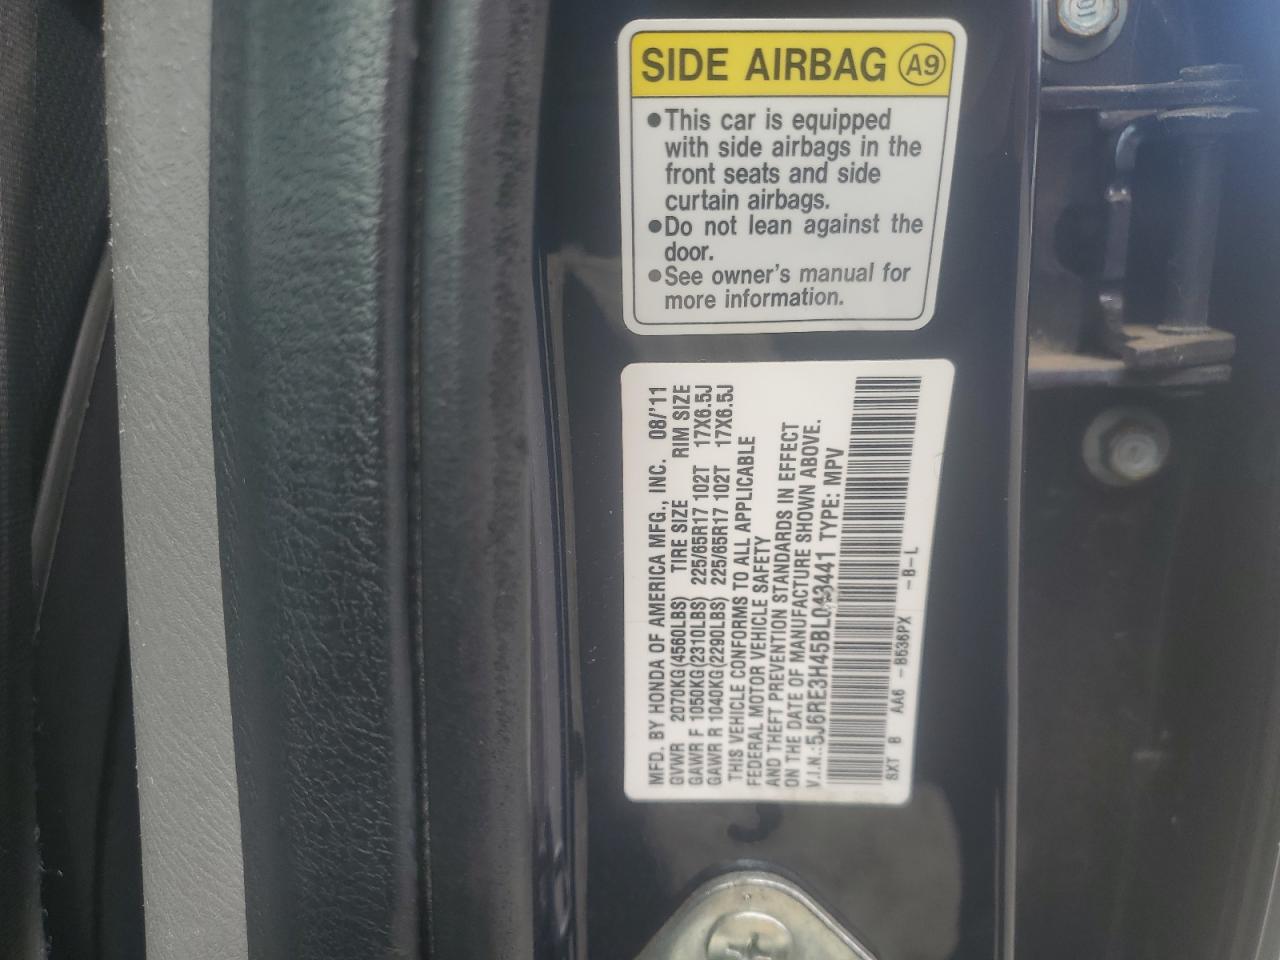 SIDE AIRBAG A9
●This car is equipped
with side airbags in the
front seats and side
curtain airbags.
●Do not lean against the
door.
●See owner's manual for
more information.
MFD. BY HONDA OF AMERICA MFG., INC. 08/'11
GVWR 2070KG(4560LBS) TIRE SIZE RIM SIZE
GAWR F 1050KG(2310LBS) 225/65R17 102T 17X6.5J
GAWR R 1040KG(2290LBS) 225/65R17 102T 17X6.5J
THIS VEHICLE CONFORMS TO ALL APPLICABLE
FEDERAL MOTOR VEHICLE SAFETY
AND THEFT PREVENTION STANDARDS IN EFFECT
ON THE DATE OF MANUFACTURE SHOWN ABOVE.
V.I.N.:5J6RE3H45BL043441 TYPE: MPV
8XT B AA6 -B536PX -B-L